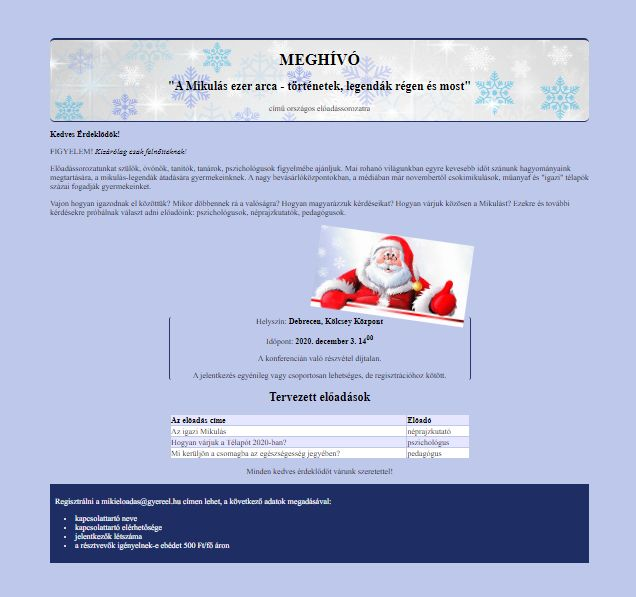 MEGHÍVÓ
"A Mikulás ezer arca - történetek, legendák régen és most"
című országos előadássorozatra
Kedves Érdeklődők!
FIGYELEM! Kizárólag csak felnőtteknek!
Előadássorozatunkat szülők, óvónők, tanítók, tanárok, pszichológusok figyelmébe ajánljuk. Mai rohanó világunkban egyre kevesebb időt szánunk hagyományaink
megtartására, a mikulás-legendák átadására gyermekeinknek. A nagy bevásárlóközpontokban, a médiában már novembertől csokimikulások, műanyaf és "igazi" télapók
százai fogadják gyermekeinket.
Vajon hogyan igazodnak el közöttük? Mikor döbbennek rá a valóságra? Hogyan magyarázzuk kérdéseikat? Hogyan várjuk közösen a Mikulást? Ezekre és további
kérdésekre próbálnak választ adni előadóink: pszichológusok, néprajzkutatók, pedagógusok.
Helyszín: Debrecen, Kölcsey Központ
Időpont: 2020. december 3. 14⁰⁰
A konferencián való részvétel díjtalan.
A jelentkezés egyénileg vagy csoportosan lehetséges, de regisztrációhoz kötött.
Tervezett előadások
Az előadás címe Előadó
Az igazi Mikulás néprajzkutató
Hogyan várjuk a Télapót 2020-ban? pszichológus
Mi kerüljön a csomagba az egészségesség jegyében? pedagógus
Minden kedves érdeklődőt várunk szeretettel!
Regisztrálni a mikieloadas@gyereel.hu címen lehet, a következő adatok megadásával:
• kapcsolattartó neve
• kapcsolattartó elérhetősége
• jelentkezők létszáma
• a résztvevők igényelnek-e ebédet 500 Ft/fő áron